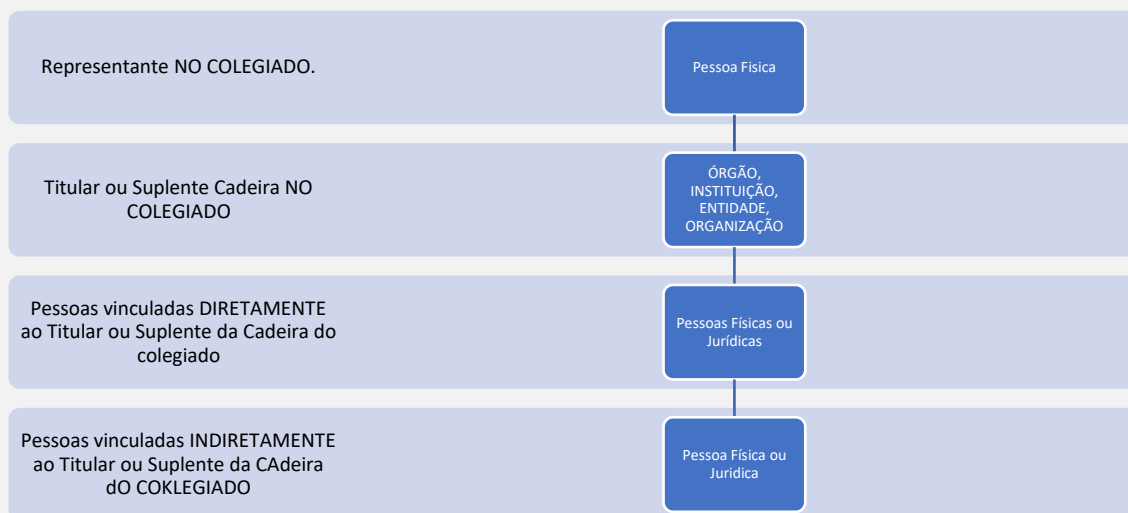 Representante NO COLEGIADO.
Pessoa Fisica
Titular ou Suplente Cadeira NO
COLEGIADO
ÓRGÃO,
INSTITUIÇÃO,
ENTIDADE,
ORGANIZAÇÃO
Pessoas vinculadas DIRETAMENTE
ao Titular ou Suplente da Cadeira do
colegiado
Pessoas Físicas ou
Jurídicas
Pessoas vinculadas INDIRETAMENTE
ao Titular ou Suplente da CAdeira
dO COKLEGIADO
Pessoa Física ou
Juridica